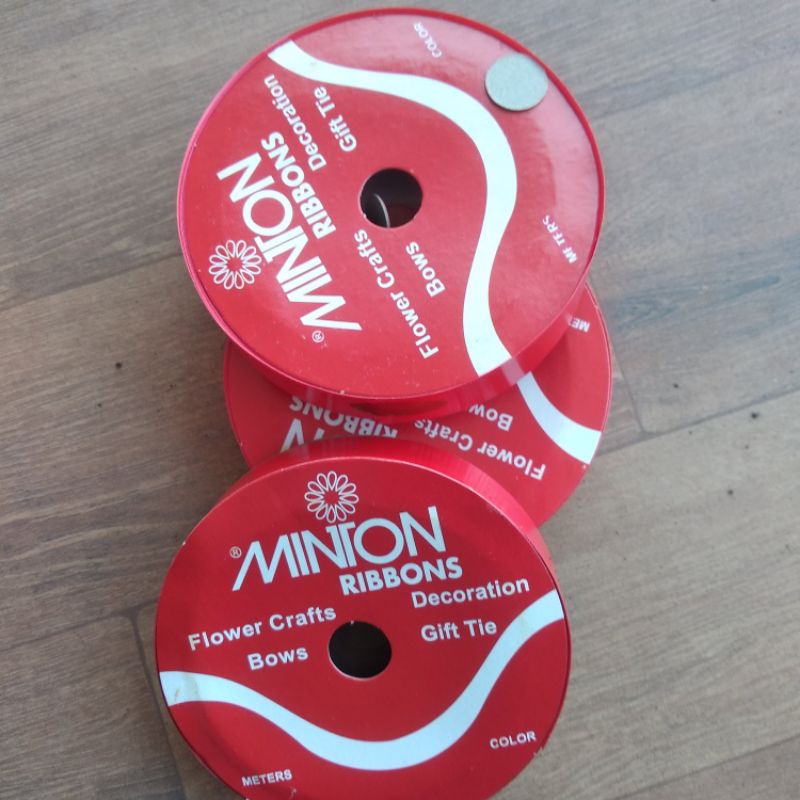 COLOR
Gift Tie
Decoration
MINTON
®
RIBBONS
Flower Crafts
Bows
METERS
METERS
RIBBONS
Flower Crafts
Bow
®
MINTON
RIBBONS
Flower Crafts
Decoration
Bows
Gift Tie
METERS
COLOR